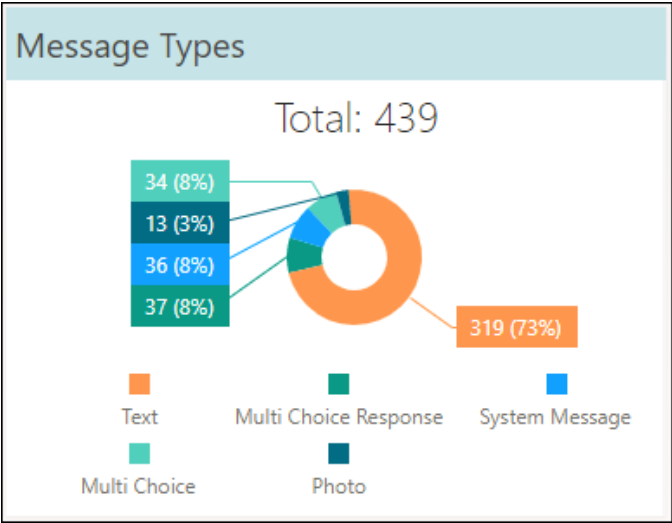 Message Types
Total: 439
34 (8%)
13 (3%)
36 (8%)
37 (8%)
319 (73%)
Text
Multi Choice Response
System Message
Multi Choice
Photo